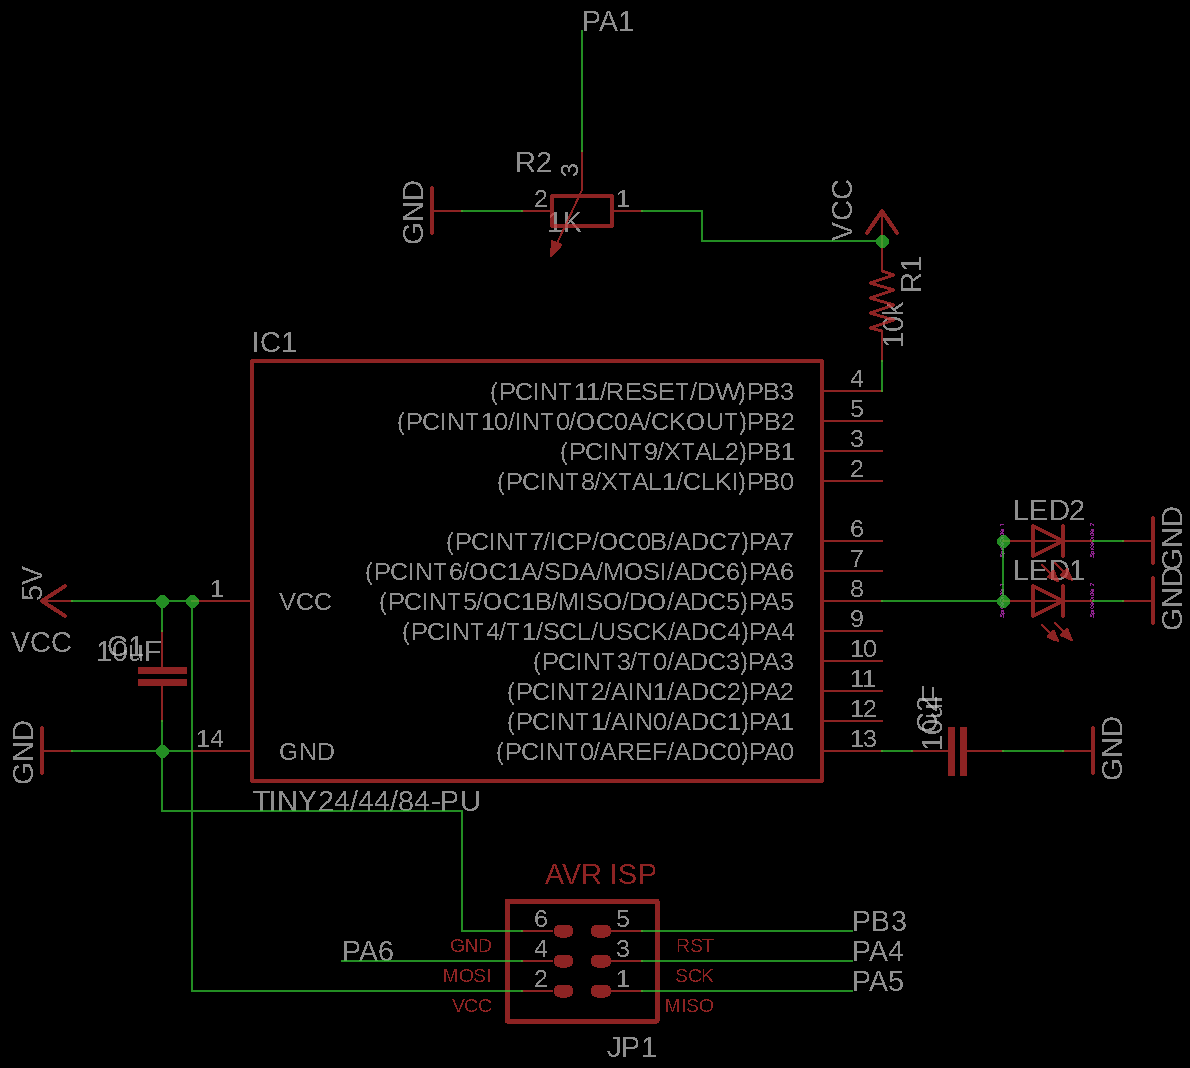 PA1
R2
3
GND
2
1
1K
VCC
R1
10k
IC1
(PCINT11/RESET/DW)PB3
4
(PCINT10/INT0/OC0A/CKOUT)PB2
5
(PCINT9/XTAL2)PB1
3
(PCINT8/XTAL1/CLKI)PB0
2
(PCINT7/ICP/OC0B/ADC7)PA7
6
(PCINT6/OC1A/SDA/MOSI/ADC6)PA6
7
5V
1
VCC
(PCINT5/OC1B/MISO/DO/ADC5)PA5
8
LED2
GND
LED1
GND
VCC
C1
10uF
(PCINT4/T1/SCL/USCK/ADC4)PA4
9
(PCINT3/T0/ADC3)PA3
10
(PCINT2/AIN1/ADC2)PA2
11
(PCINT1/AIN0/ADC1)PA1
12
GND
14
GND
(PCINT0/AREF/ADC0)PA0
13
10uF
GND
TINY24/44/84-PU
AVR ISP
6
5
PB3
GND
RST
PA6
4
3
PA4
MOSI
SCK
2
1
PA5
VCC
MISO
JP1